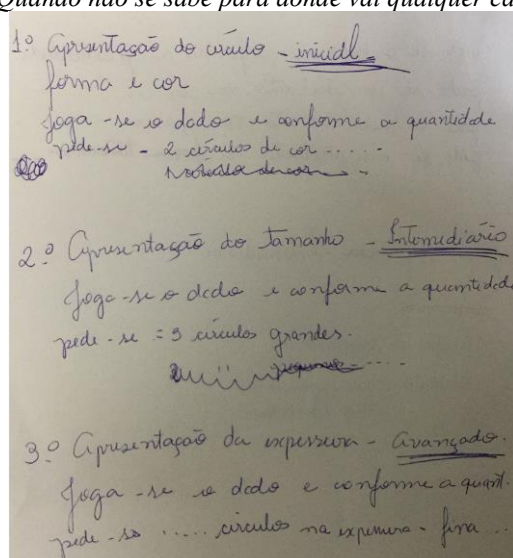 Quando não se sabe para donde vai qualquer ca
1º Apresentação do círculo - inicial
forma e cor
Joga-se o dado e conforme a quantidade
pede-se - 2 círculos de cor .....
2º Apresentação do Tamanho - Intermediário
Joga-se o dado e conforme a quantidade
pede-se = 3 círculos grandes.
3º Apresentação da espessura - Avançado.
Joga-se o dado e conforme a quant.
pede-se ..... círculos na espessura - fina ...